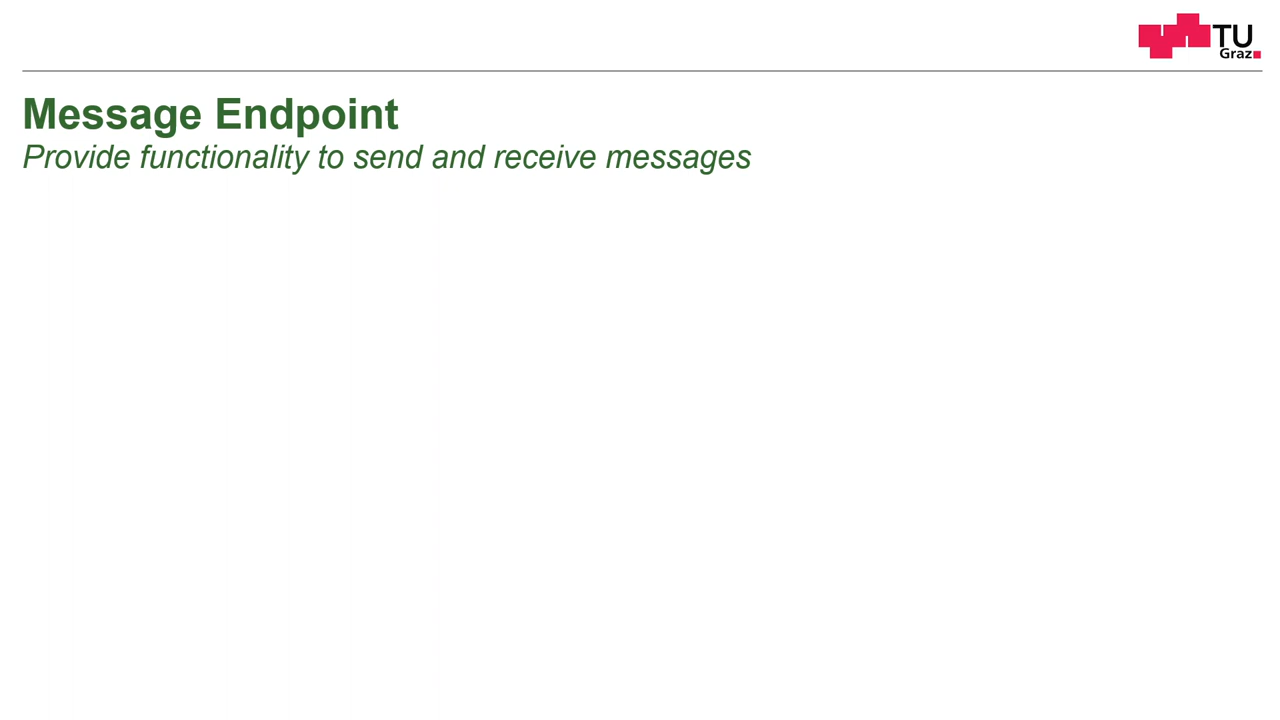 TU
Graz
Message Endpoint
Provide functionality to send and receive messages